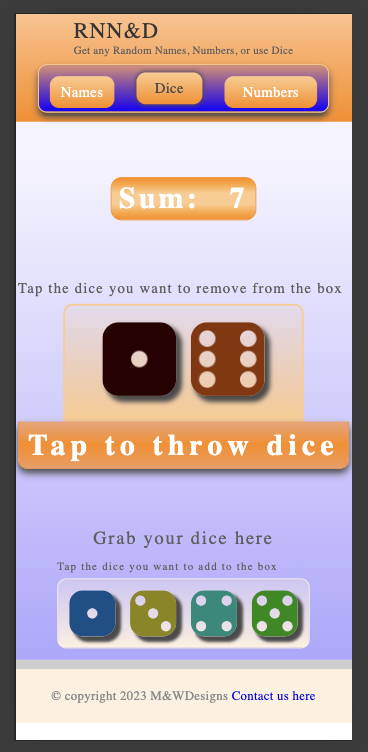 RNN&D
Get any Random Names, Numbers, or use Dice
Names Dice Numbers
Sum: 7
Tap the dice you want to remove from the box
Tap to throw dice
Grab your dice here
Tap the dice you want to add to the box
© copyright 2023 M&WDesigns Contact us here